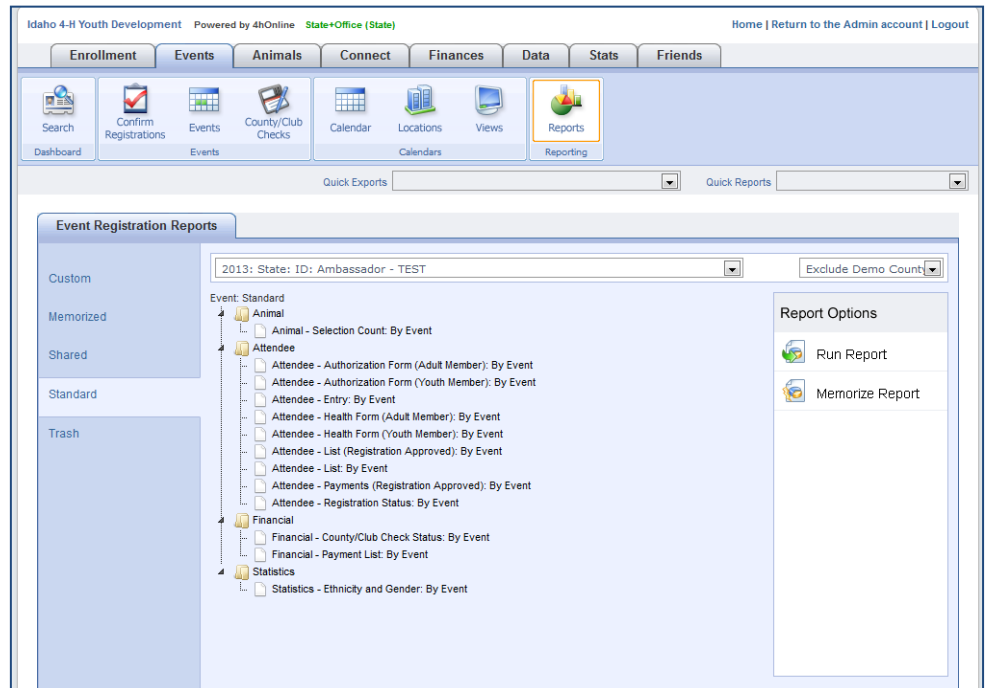 Idaho 4-H Youth Development Powered by 4hOnline State+Office (State) Home | Return to the Admin account | Logout
Enrollment Events Animals Connect Finances Data Stats Friends
Search Confirm Registrations Events County/Club Checks Calendar Locations Views Reports
Dashboard Events Calendars Reporting
Quick Exports Quick Reports
Event Registration Reports
2013: State: ID: Ambassador - TEST Exclude Demo Count
Custom
Memorized
Shared
Standard
Trash
Event: Standard
Animal
Animal - Selection Count: By Event
Attendee
Attendee - Authorization Form (Adult Member): By Event
Attendee - Authorization Form (Youth Member): By Event
Attendee - Entry: By Event
Attendee - Health Form (Adult Member): By Event
Attendee - Health Form (Youth Member): By Event
Attendee - List (Registration Approved): By Event
Attendee - List: By Event
Attendee - Payments (Registration Approved): By Event
Attendee - Registration Status: By Event
Financial
Financial - County/Club Check Status: By Event
Financial - Payment List: By Event
Statistics
Statistics - Ethnicity and Gender: By Event
Report Options
Run Report
Memorize Report